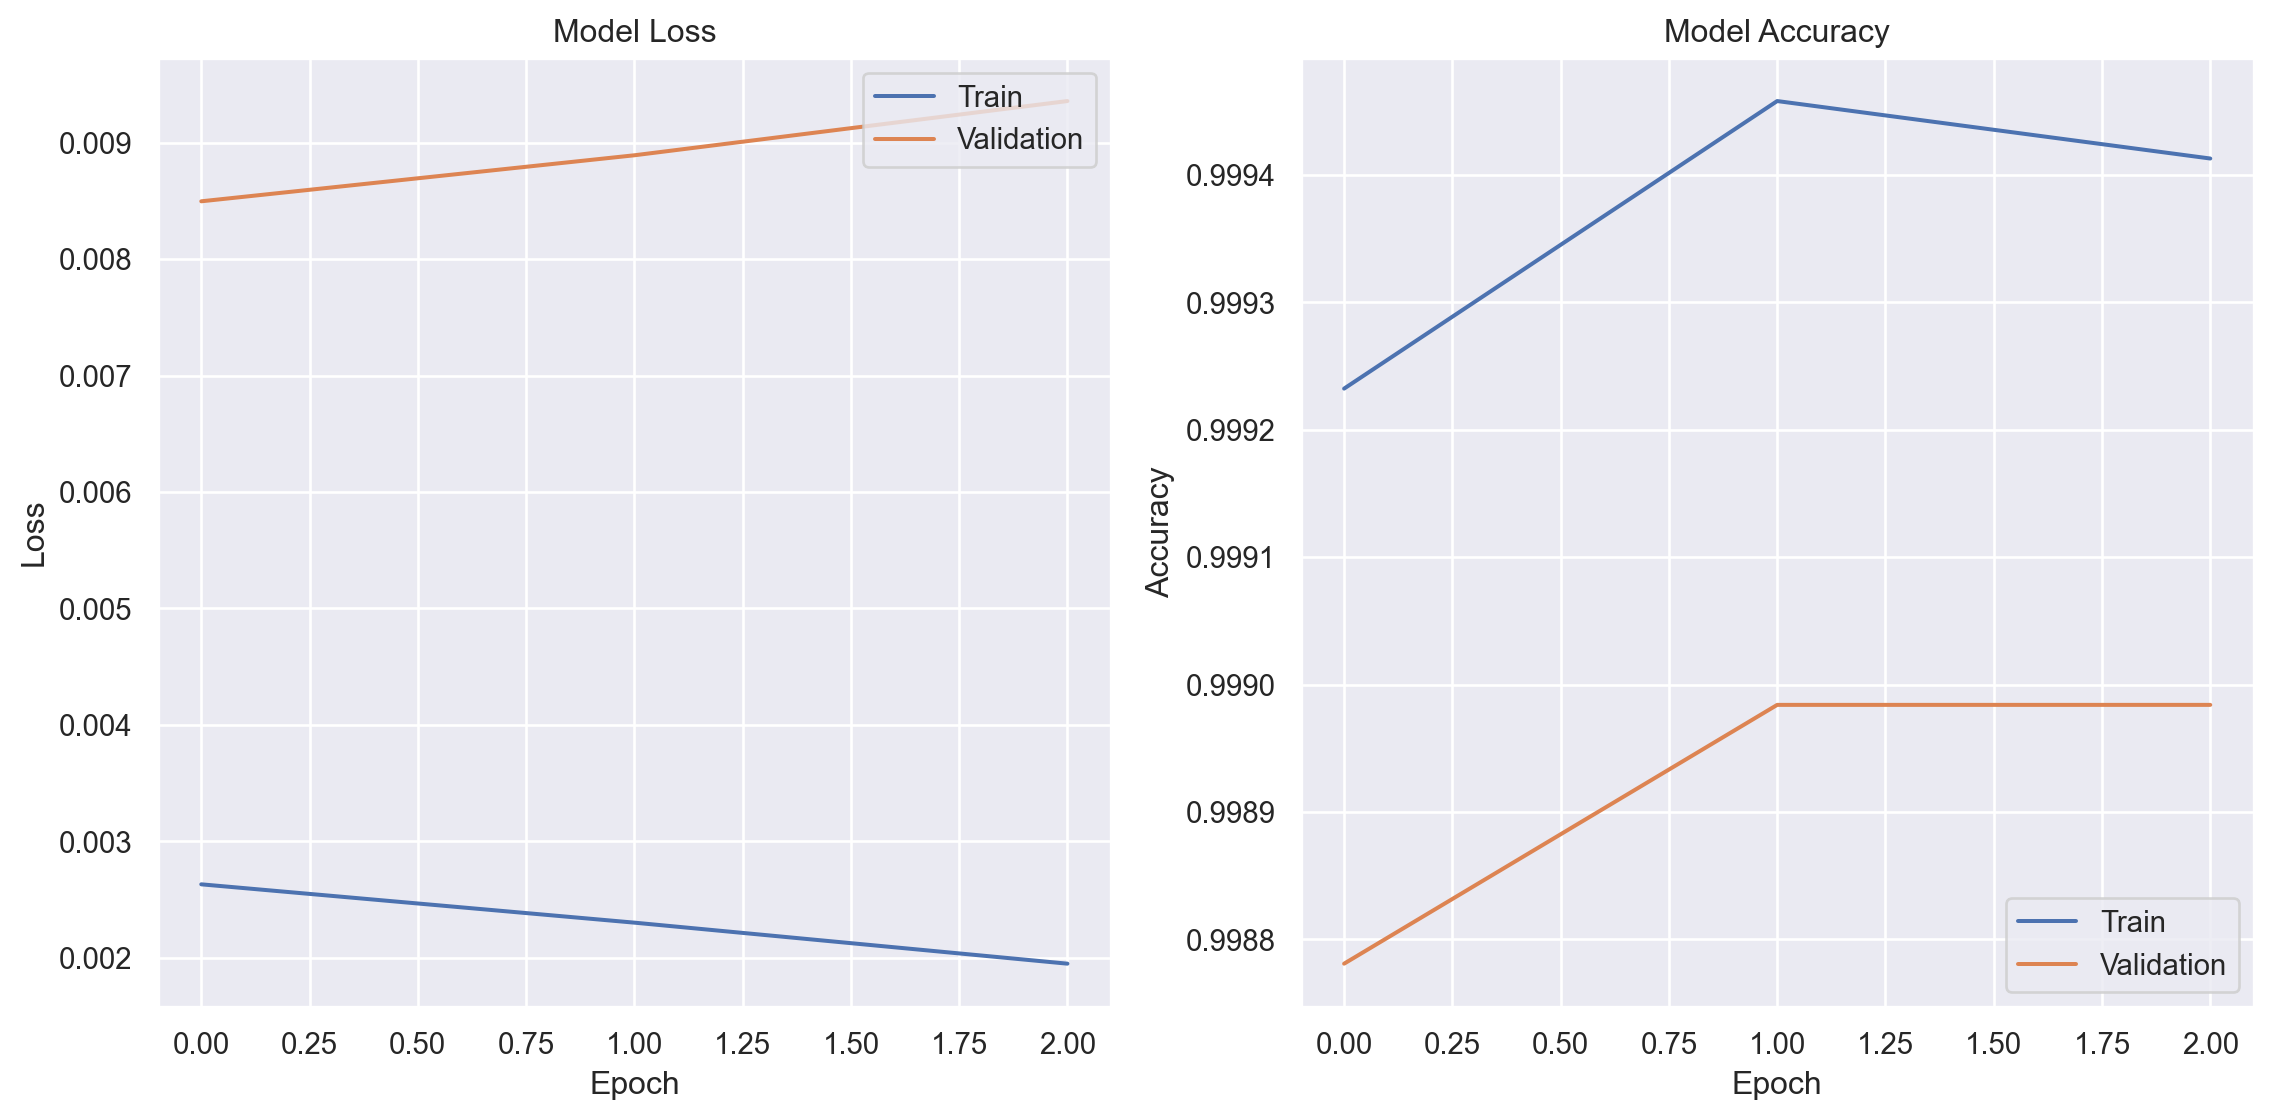 Model Loss
Train
Validation
0.009
0.008
0.007
0.006
0.005
0.004
0.003
0.002
Loss
0.00 0.25 0.50 0.75 1.00 1.25 1.50 1.75 2.00
Epoch
Model Accuracy
0.9994
0.9993
0.9992
0.9991
0.9990
0.9989
0.9988
Accuracy
Train
Validation
0.00 0.25 0.50 0.75 1.00 1.25 1.50 1.75 2.00
Epoch